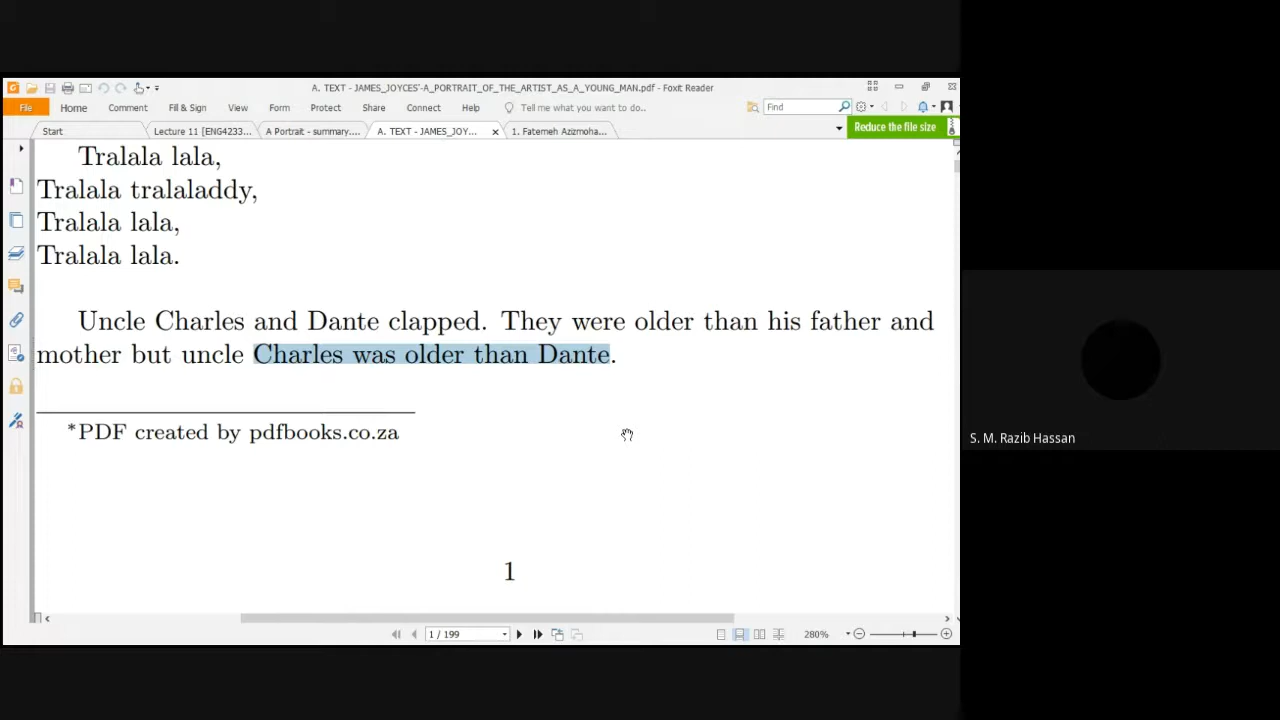 A. TEXT - JAMES_JOYCES'-A_PORTRAIT_OF_THE_ARTIST_AS_A_YOUNG_MAN.pdf - Foxit Reader
File Home Comment Fill & Sign View Form Protect Share Connect Help Tell me what you want to do.. Find
Start Lecture 11 [ENG4233... A Portrait - summary.... A. TEXT - JAMES_JOY... 1. Fatemeh Azizmoha... Reduce the file size
Tralala lala,
Tralala tralaladdy,
Tralala lala,
Tralala lala.
Uncle Charles and Dante clapped. They were older than his father and
mother but uncle Charles was older than Dante.
*PDF created by pdfbooks.co.za
S. M. Razib Hassan
1
1 / 199 280%